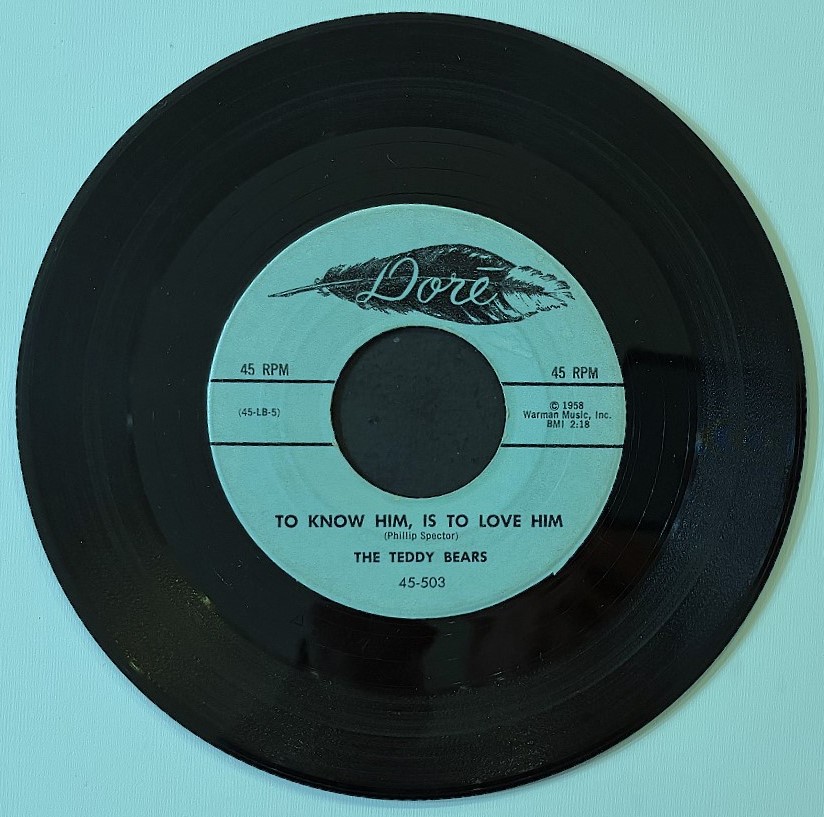 Doré
45 RPM
45 RPM
(45-LB-5)
© 1958
Warman Music, Inc.
BMI 2:18
TO KNOW HIM, IS TO LOVE HIM
(Phillip Spector)
THE TEDDY BEARS
45-503